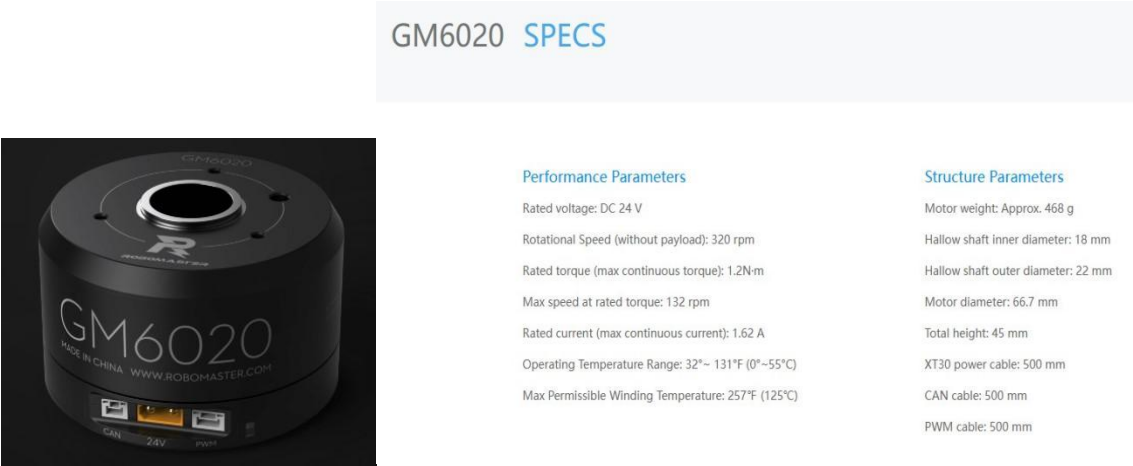 GM6020 SPECS
GM6020
ROBOMASTER
GM6020
MADE IN CHINA WWW.ROBOMASTER.COM
CAN 24V PWM
Performance Parameters
Rated voltage: DC 24 V
Rotational Speed (without payload): 320 rpm
Rated torque (max continuous torque): 1.2N·m
Max speed at rated torque: 132 rpm
Rated current (max continuous current): 1.62 A
Operating Temperature Range: 32°~ 131°F (0°~55°C)
Max Permissible Winding Temperature: 257°F (125°C)
Structure Parameters
Motor weight: Approx. 468 g
Hallow shaft inner diameter: 18 mm
Hallow shaft outer diameter: 22 mm
Motor diameter: 66.7 mm
Total height: 45 mm
XT30 power cable: 500 mm
CAN cable: 500 mm
PWM cable: 500 mm